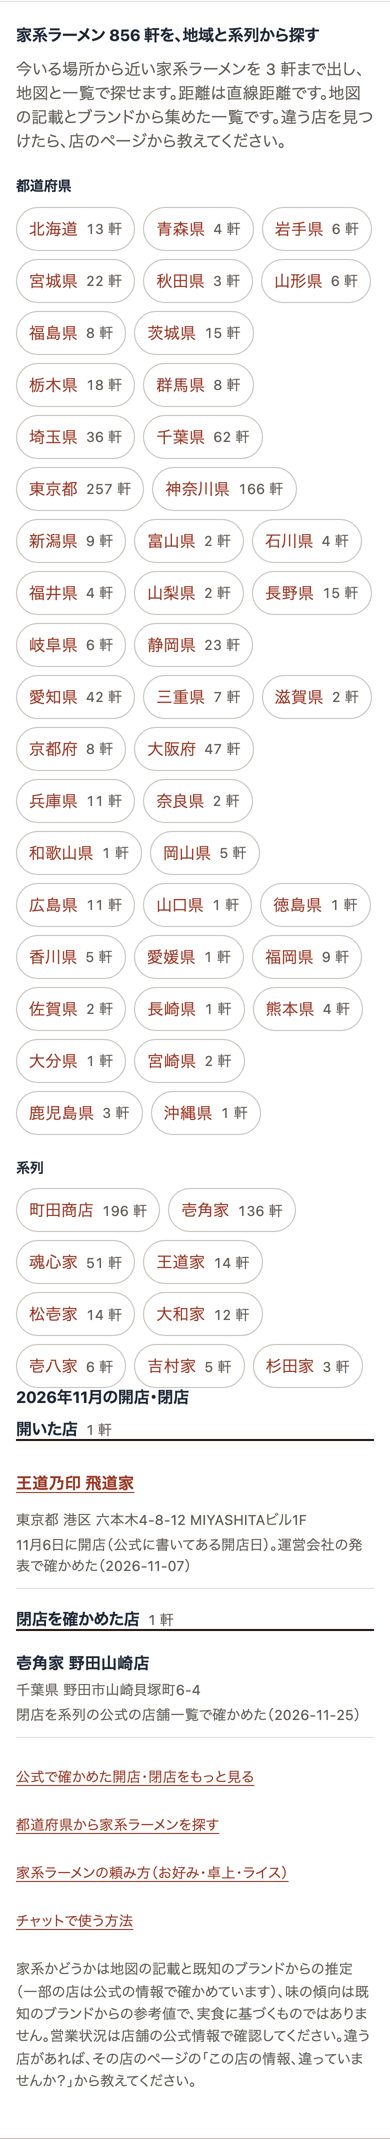 家系ラーメン 856 軒を、地域と系列から探す
今いる場所から近い家系ラーメンを 3 軒まで出し、
地図と一覧で探せます。距離は直線距離です。地図
の記載とブランドから集めた一覧です。違う店を見つ
けたら、店のページから教えてください。
都道府県
北海道 13 軒 青森県 4 軒 岩手県 6 軒
宮城県 22 軒 秋田県 3 軒 山形県 6 軒
福島県 8 軒 茨城県 15 軒
栃木県 18 軒 群馬県 8 軒
埼玉県 36 軒 千葉県 62 軒
東京都 257 軒 神奈川県 166 軒
新潟県 9 軒 富山県 2 軒 石川県 4 軒
福井県 4 軒 山梨県 2 軒 長野県 15 軒
岐阜県 6 軒 静岡県 23 軒
愛知県 42 軒 三重県 7 軒 滋賀県 2 軒
京都府 8 軒 大阪府 47 軒
兵庫県 11 軒 奈良県 2 軒
和歌山県 1 軒 岡山県 5 軒
広島県 11 軒 山口県 1 軒 徳島県 1 軒
香川県 5 軒 愛媛県 1 軒 福岡県 9 軒
佐賀県 2 軒 長崎県 1 軒 熊本県 4 軒
大分県 1 軒 宮崎県 2 軒
鹿児島県 3 軒 沖縄県 1 軒
系列
町田商店 196 軒 壱角家 136 軒
魂心家 51 軒 王道家 14 軒
松壱家 14 軒 大和家 12 軒
壱八家 6 軒 吉村家 5 軒 杉田家 3 軒
2026年11月の開店・閉店
開いた店 1 軒
王道乃印 飛道家
東京都 港区 六本木4-8-12 MIYASHITAビル1F
11月6日に開店（公式に書いてある開店日）。運営会社の発
表で確かめた（2026-11-07）
閉店を確かめた店 1 軒
壱角家 野田山崎店
千葉県 野田市山崎貝塚町6-4
閉店を系列の公式の店舗一覧で確かめた（2026-11-25）
公式で確かめた開店・閉店をもっと見る
都道府県から家系ラーメンを探す
家系ラーメンの頼み方（お好み・卓上・ライス）
チャットで使う方法
家系かどうかは地図の記載と既知のブランドからの推定
（一部の店は公式の情報で確かめています）、味の傾向は既
知のブランドからの参考値で、実食に基づくものではありま
せん。営業状況は店舗の公式情報で確認してください。違う
店があれば、その店のページの「この店の情報、違っていま
せんか？」から教えてください。